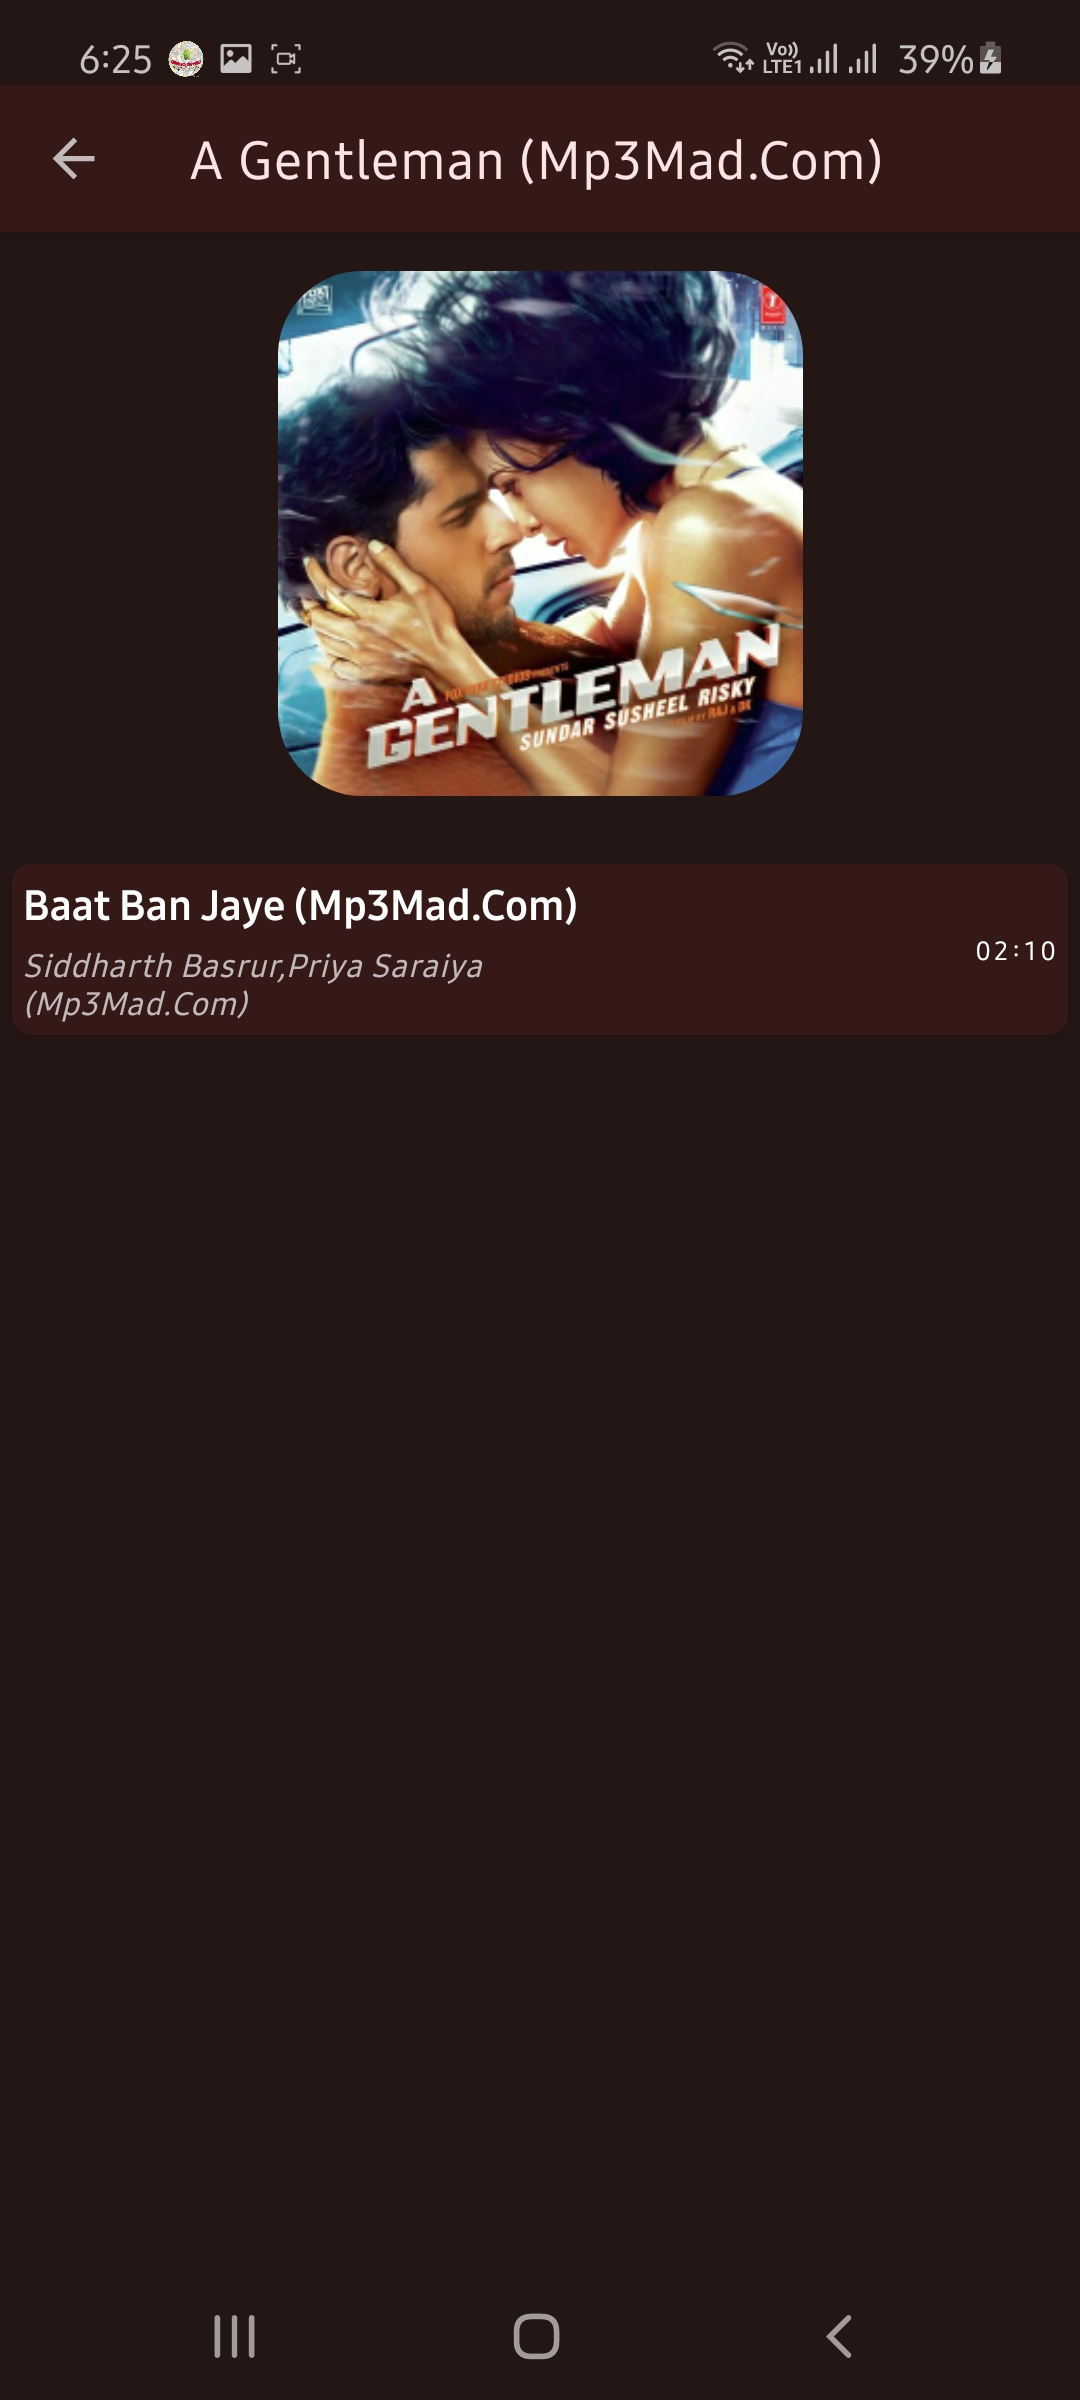 6:25
Vo)) LTE1 39%
A Gentleman (Mp3Mad.Com)
A
GENTLEMAN
SUNDAR SUSHEEL RISKY
Baat Ban Jaye (Mp3Mad.Com)
Siddharth Basrur,Priya Saraiya
(Mp3Mad.Com)
02:10